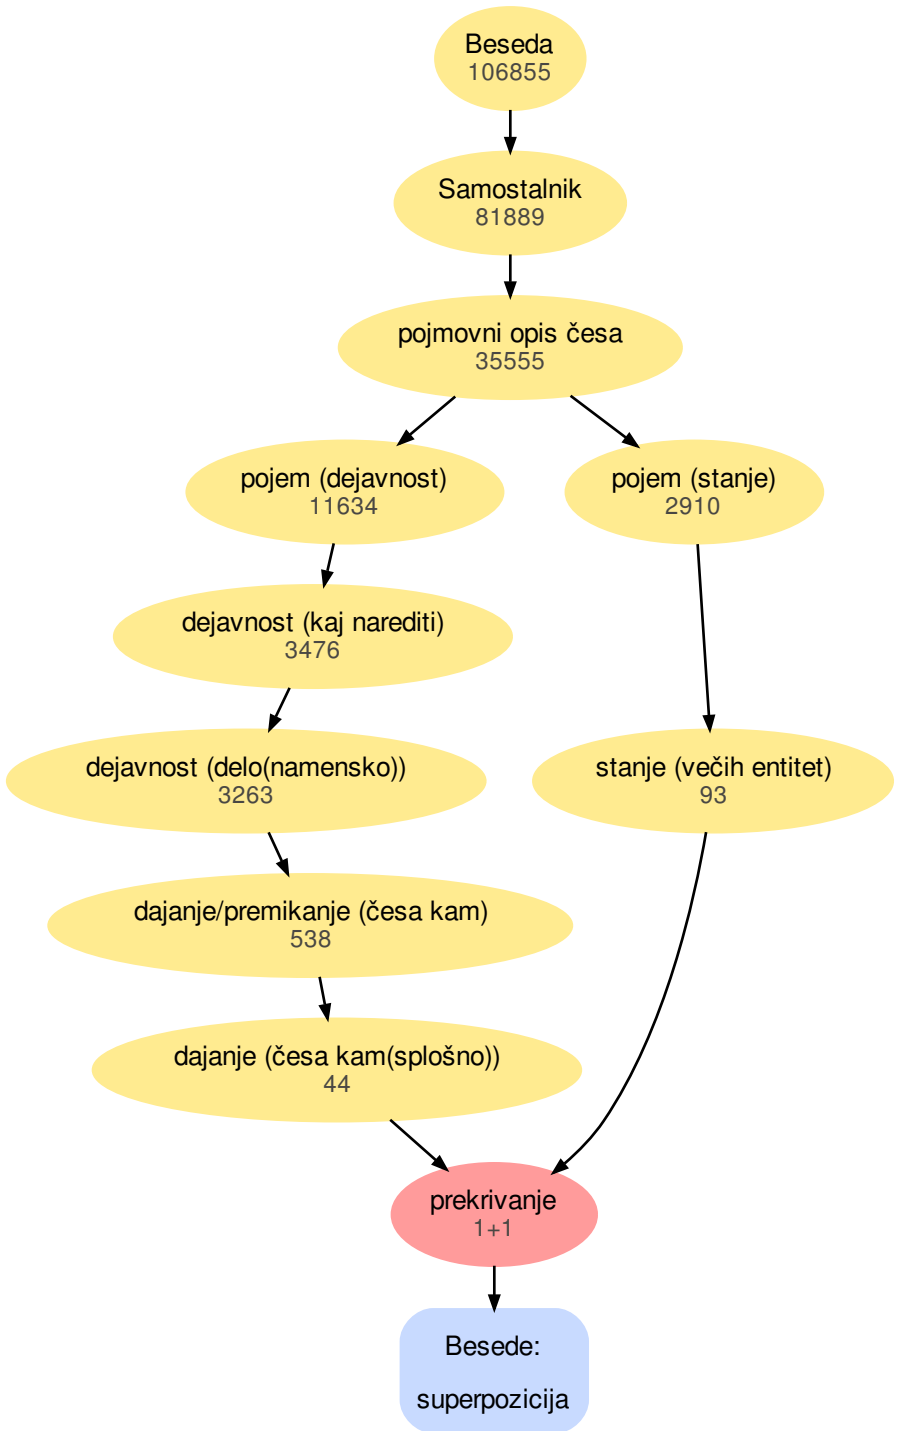 Beseda
106855
Samostalnik
81889
pojmovni opis česa
35555
pojem (dejavnost)
11634
pojem (stanje)
2910
dejavnost (kaj narediti)
3476
dejavnost (delo(namensko))
3263
stanje (večih entitet)
93
dajanje/premikanje (česa kam)
538
dajanje (česa kam(splošno))
44
prekrivanje
1+1
Besede:
superpozicija